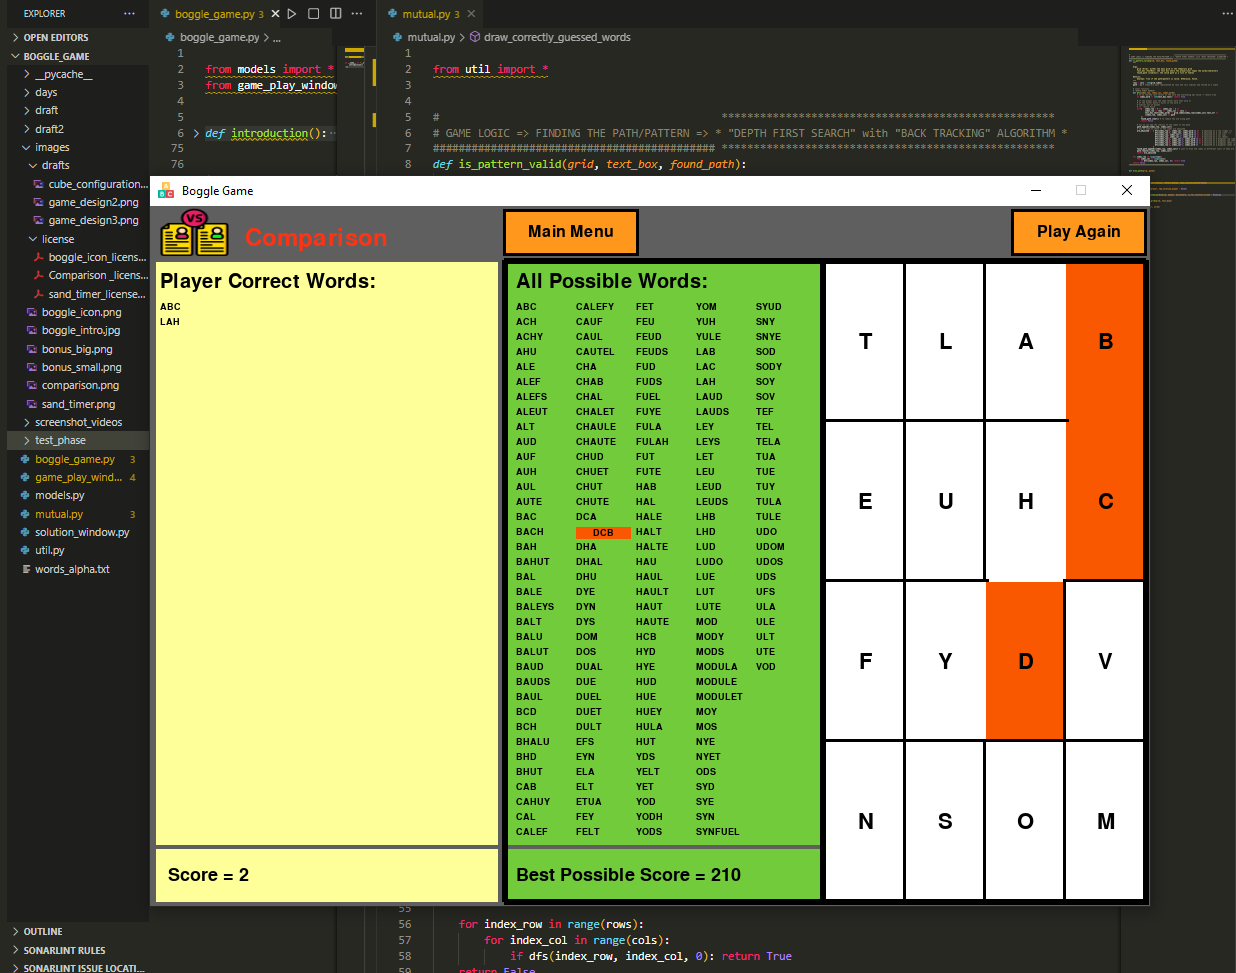 EXPLORER ...
OPEN EDITORS
BOGGLE_GAME
__pycache__
days
draft
draft2
images
drafts
cube_configuration...
game_design2.png
game_design3.png
license
boggle_icon_licens...
Comparison _licens...
sand_timer_license...
boggle_icon.png
boggle_intro.jpg
bonus_big.png
bonus_small.png
comparison.png
sand_timer.png
screenshot_videos
test_phase
boggle_game.py 3
game_play_wind... 4
models.py
mutual.py 3
solution_window.py
util.py
words_alpha.txt
OUTLINE
SONARLINT RULES
SONARLINT ISSUE LOCATI...
boggle_game.py 3
boggle_game.py > ...
1
2 from models import *
3 from game_play_window
4
5
6 def introduction():
75
76
mutual.py 3
mutual.py > draw_correctly_guessed_words
1
2 from util import *
3
4
5 # ****************************************************
6 # GAME LOGIC => FINDING THE PATH/PATTERN => * "DEPTH FIRST SEARCH" with "BACK TRACKING" ALGORITHM *
7 ############################################ ****************************************************
8 def is_pattern_valid(grid, text_box, found_path):
Boggle Game
VS
Comparison
Main Menu
Play Again
Player Correct Words:
ABC
LAH
Score = 2
All Possible Words:
ABC CALEFY FET YOM SYUD
ACH CAUF FEU YUH SNY
ACHY CAUL FEUD YULE SNYE
AHU CAUTEL FEUDS LAB SOD
ALE CHA FUD LAC SODY
ALEF CHAB FUDS LAH SOY
ALEFS CHAL FUEL LAUD SOV
ALEUT CHALET FUYE LAUDS TEF
ALT CHAULE FULA LEY TEL
AUD CHAUTE FULAH LEYS TELA
AUF CHUD FUT LET TUA
AUH CHUET FUTE LEU TUE
AUL CHUT HAB LEUD TUY
AUTE CHUTE HAL LEUDS TULA
BAC DCA HALE LHB TULE
BACH DCB HALT LHD UDO
BAH DHA HALTE LUD UDOM
BAHUT DHAL HAU LUDO UDOS
BAL DHU HAUL LUE UDS
BALE DYE HAULT LUT UFS
BALEYS DYN HAUT LUTE ULA
BALT DYS HAUTE MOD ULE
BALU DOM HCB MODY ULT
BALUT DOS HYD MODS UTE
BAUD DUAL HYE MODULA VOD
BAUDS DUE HUD MODULE
BAUL DUEL HUE MODULET
BCD DUET HUEY MOY
BCH DULT HULA MOS
BHALU EFS HUT NYE
BHD EYN YDS NYET
BHUT ELA YELT ODS
CAB ELT YET SYD
CAHUY ETUA YOD SYE
CAL FEY YODH SYN
CALEF FELT YODS SYNFUEL
Best Possible Score = 210
T L A B
E U H C
F Y D V
N S O M
55
56 for index_row in range(rows):
57 for index_col in range(cols):
58 if dfs(index_row, index_col, 0): return True
59 return False